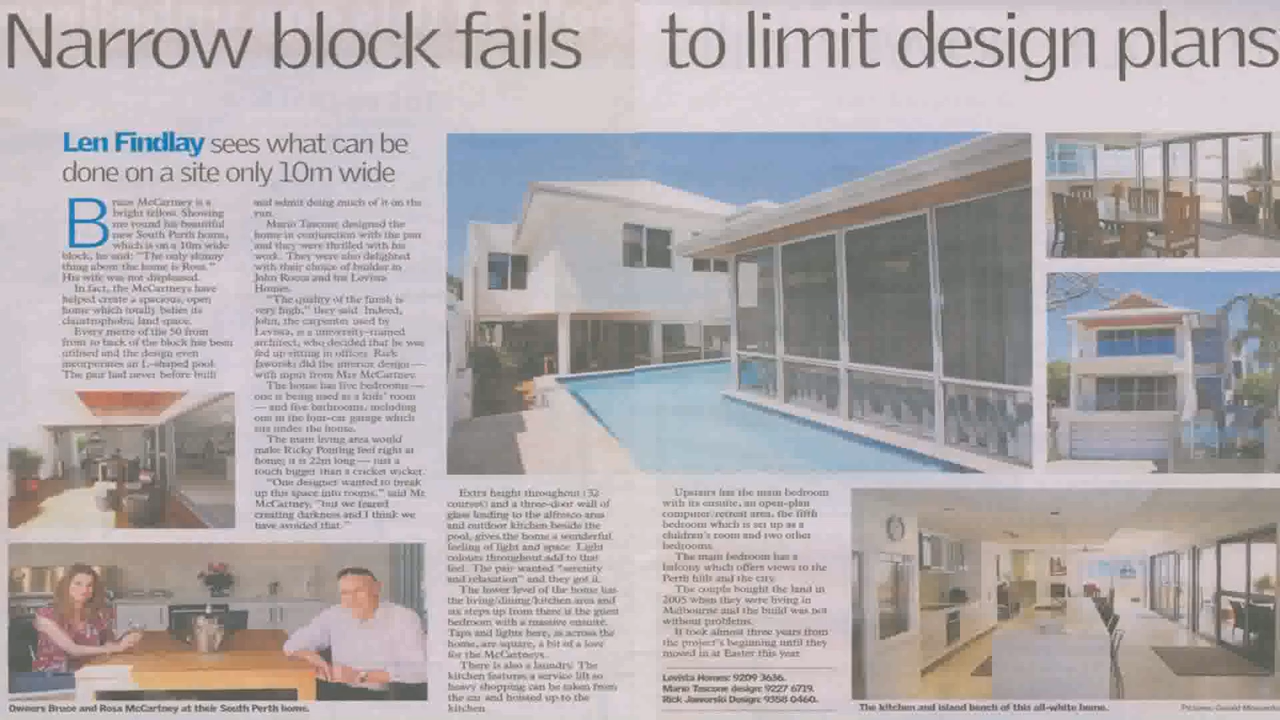 Narrow block fails to limit design plans
Len Findlay sees what can be
done on a site only 10m wide
Bruce McCartney is a
bright fellow. Showing
me round his beautiful
new South Perth home,
which is on a 10m wide
block, he said: "The only skinny
thing about the home is Rosa."
His wife was not displeased.
In fact, the McCartneys have
helped create a spacious, open
home which totally belies its
claustrophobic land space.
Every metre of the 50 from
front to back of the block has been
utilised and the design even
incorporates an L-shaped pool.
The pair had never before built
and admit doing much of it on the
run.
Mario Tascone designed the
home in conjunction with the pair
and they were thrilled with his
work. They were also delighted
with their choice of builder in
John Rocca and his Lovista
Homes.
"The quality of the finish is
very high," they said. Indeed,
John, the carpenter used by
Lovista, is a university-trained
architect, who decided that he was
fed up sitting in offices. Rick
Jaworski did the interior design —
with input from Mrs McCartney.
The home has five bedrooms —
one is being used as a kids' room
— and five bathrooms, including
one in the four-car garage which
sits under the house.
The main living area would
make Ricky Ponting feel right at
home; it is 22m long — just a
touch bigger than a cricket wicket.
"One designer wanted to break
up this space into rooms," said Mr
McCartney, "but we feared
creating darkness and I think we
have avoided that."
Extra height throughout (32
courses) and a three-door wall of
glass leading to the alfresco area
and outdoor kitchen beside the
pool, gives the home a wonderful
feeling of light and space. Light
colours throughout add to that
feel. The pair wanted "serenity
and relaxation" and they got it.
The lower level of the home has
the living/dining/kitchen area and
six steps up from there is the guest
bedroom with a massive ensuite.
Taps and lights here, as across the
home, are square, a bit of a love
for the McCartneys.
There is also a laundry. The
kitchen features a service lift so
heavy shopping can be taken from
the car and hoisted up to the
kitchen.
Upstairs has the main bedroom
with its ensuite, an open-plan
computer/retreat area, the fifth
bedroom which is set up as a
children's room and two other
bedrooms.
The main bedroom has a
balcony which offers views to the
Perth hills and the city.
The couple bought the land in
2005 when they were living in
Melbourne and the build was not
without problems.
It took almost three years from
the project's beginning until they
moved in at Easter this year.
Lovista Homes: 9209 3636.
Mario Tascone design: 9227 6719.
Rick Jaworski Design: 9358 0460.
Owners Bruce and Rosa McCartney at their South Perth home.
The kitchen and island bench of this all-white home.
Pictures: Gerald